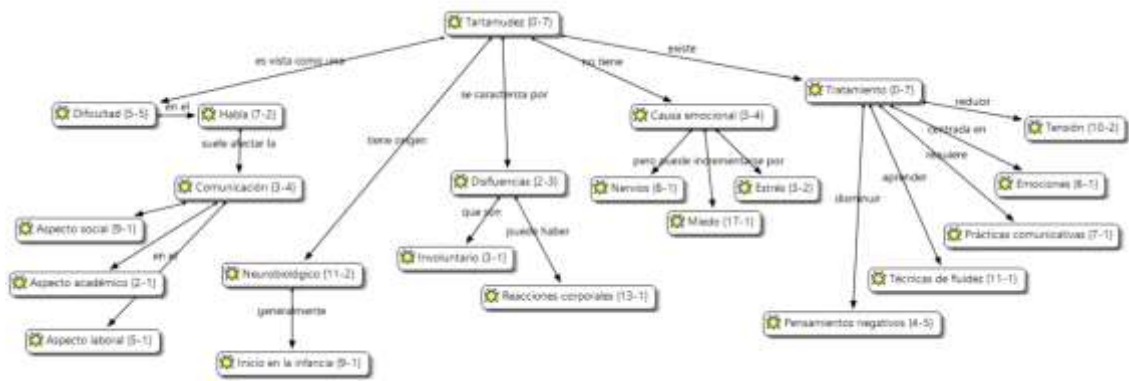 Tartamudez {0-7}
es vista como una
existe
no tiene
se caracteriza por
tiene origen
Tratamiento {0-7}
reducir
Dificultad {5-5}
en el
Habla {7-2}
Causa emocional {3-4}
Tensión {10-2}
centrada en
suele afectar la
requiere
pero puede incrementarse por
Comunicación {3-4}
Disfluencias {2-3}
Nervios {6-1}
Estrés {3-2}
Emociones {6-1}
aprender
disminuir
que son
Miedo {17-1}
Aspecto social {9-1}
puede haber
Prácticas comunicativas {7-1}
en el
Involuntario {3-1}
Neurobiológico {11-2}
Aspecto académico {2-1}
Técnicas de fluidez {11-1}
Reacciones corporales {13-1}
generalmente
Pensamientos negativos {4-5}
Aspecto laboral {5-1}
Inicio en la infancia {9-1}